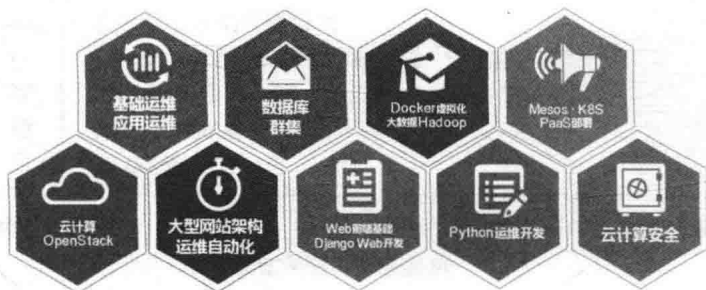 基础运维
应用运维
数据库
群集
Docker虚拟化
大数据Hadoop
Mesos·K8S
PaaS部署
云计算
OpenStack
大型网站架构
运维自动化
Web前端基础
Django Web开发
Python运维开发
云计算安全